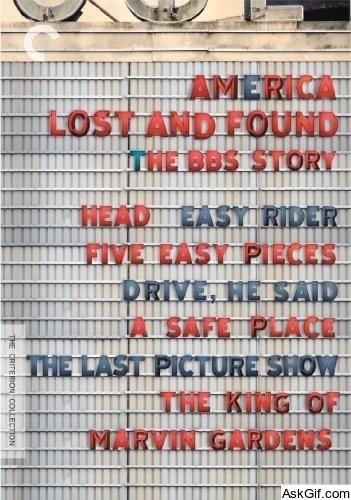 AMERICA
LOST AND FOUND
THE BBS STORY
HEAD EASY RIDER
FIVE EASY PIECES
DRIVE, HE SAID
A SAFE PLACE
THE LAST PICTURE SHOW
THE KING OF
MARVIN GARDENS
THE CRITERION COLLECTION
AskGif.com